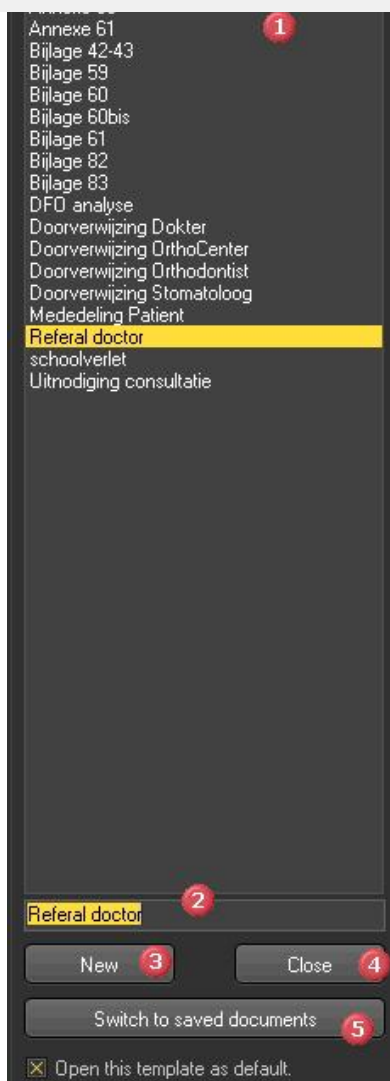 Annexe 61
1
Bijlage 42-43
Bijlage 59
Bijlage 60
Bijlage 60bis
Bijlage 61
Bijlage 82
Bijlage 83
DFO analyse
Doorverwijzing Dokter
Doorverwijzing OrthoCenter
Doorverwijzing Orthodontist
Doorverwijzing Stomatoloog
Mededeling Patient
Referal doctor
schoolverlet
Uitnodiging consultatie
Referal doctor 2
New 3
Close 4
Switch to saved documents 5
Open this template as default.